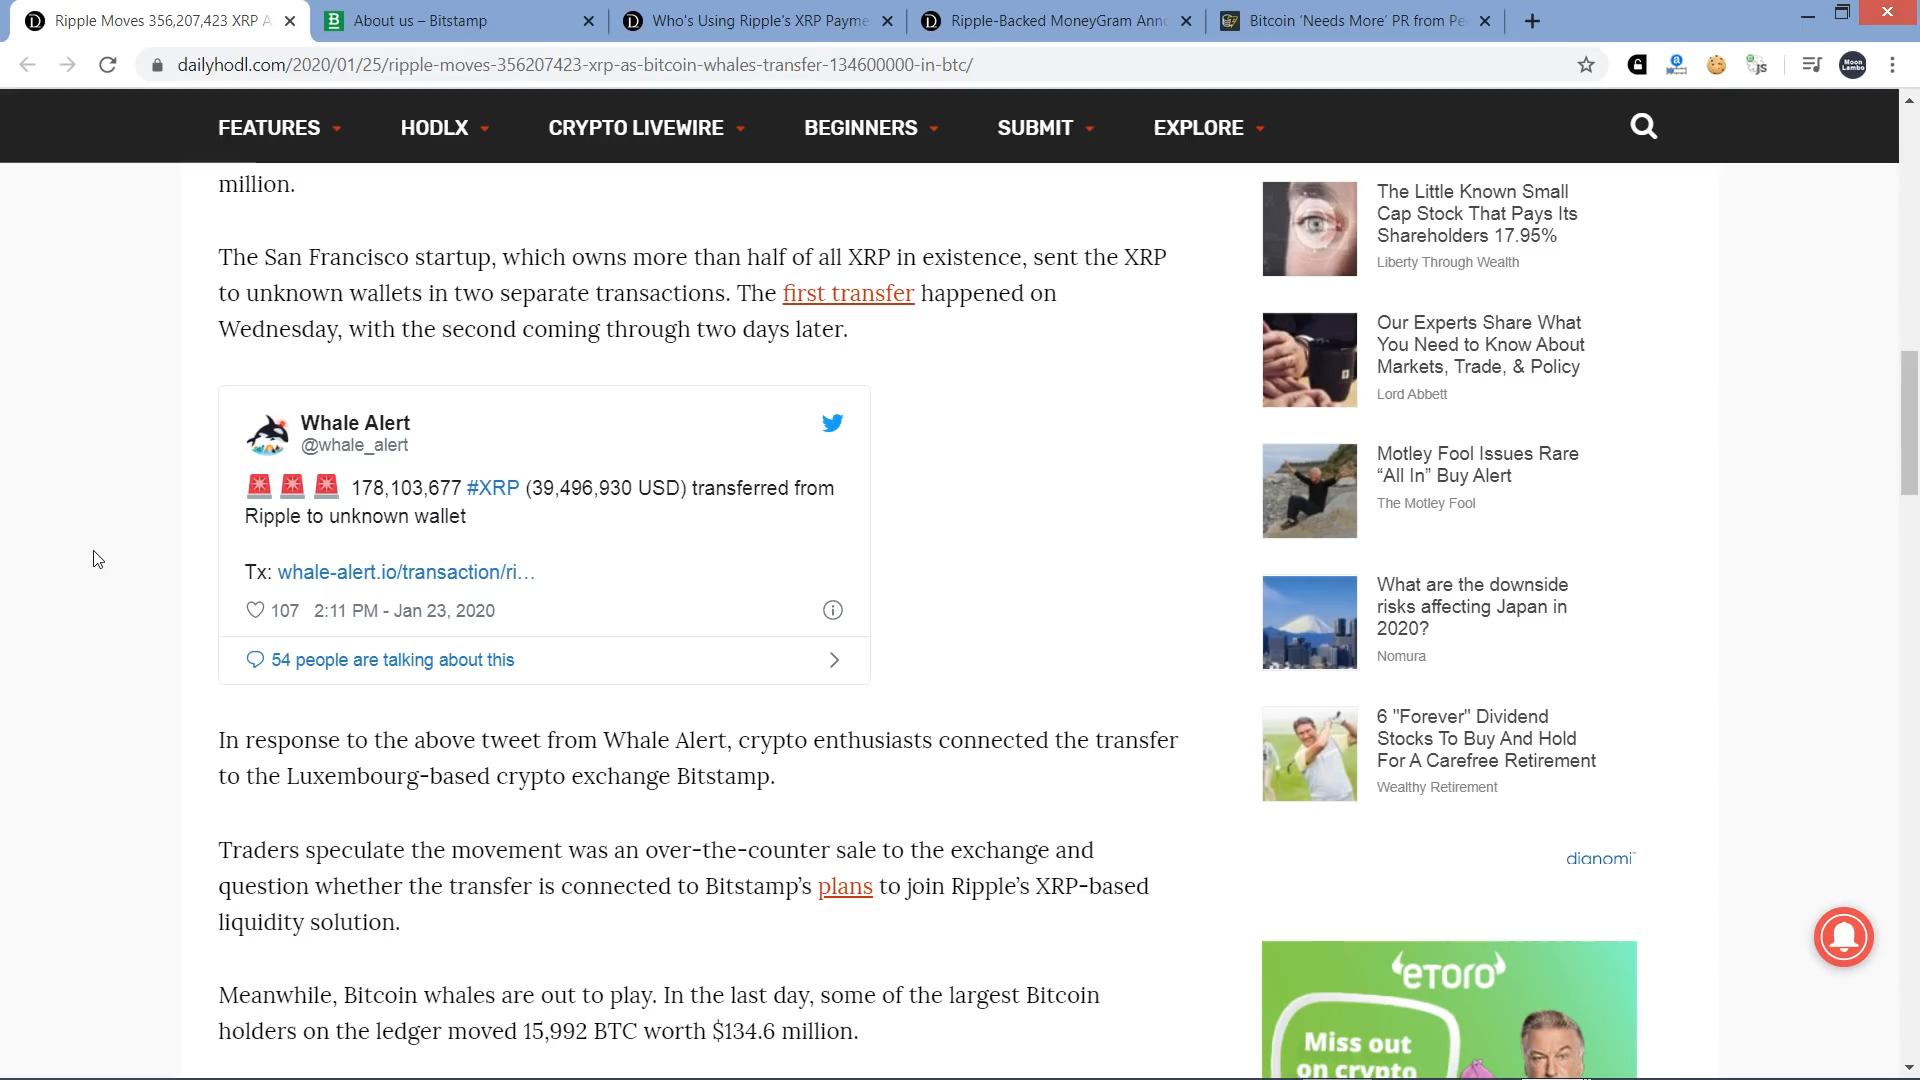 Ripple Moves 356,207,423 XRP A
About us – Bitstamp
Who's Using Ripple's XRP Payme
Ripple-Backed MoneyGram Anno
Bitcoin ‘Needs More’ PR from Pe
dailyhodl.com/2020/01/25/ripple-moves-356207423-xrp-as-bitcoin-whales-transfer-134600000-in-btc/
FEATURES
HODLX
CRYPTO LIVEWIRE
BEGINNERS
SUBMIT
EXPLORE
million.
The San Francisco startup, which owns more than half of all XRP in existence, sent the XRP
to unknown wallets in two separate transactions. The first transfer happened on
Wednesday, with the second coming through two days later.
Whale Alert
@whale_alert
🚨 🚨 🚨 178,103,677 #XRP (39,496,930 USD) transferred from
Ripple to unknown wallet
Tx: whale-alert.io/transaction/ri…
107 2:11 PM - Jan 23, 2020
54 people are talking about this
In response to the above tweet from Whale Alert, crypto enthusiasts connected the transfer
to the Luxembourg-based crypto exchange Bitstamp.
Traders speculate the movement was an over-the-counter sale to the exchange and
question whether the transfer is connected to Bitstamp’s plans to join Ripple’s XRP-based
liquidity solution.
Meanwhile, Bitcoin whales are out to play. In the last day, some of the largest Bitcoin
holders on the ledger moved 15,992 BTC worth $134.6 million.
The Little Known Small
Cap Stock That Pays Its
Shareholders 17.95%
Liberty Through Wealth
Our Experts Share What
You Need to Know About
Markets, Trade, & Policy
Lord Abbett
Motley Fool Issues Rare
“All In” Buy Alert
The Motley Fool
What are the downside
risks affecting Japan in
2020?
Nomura
6 "Forever" Dividend
Stocks To Buy And Hold
For A Carefree Retirement
Wealthy Retirement
dianomi
eToro
Miss out
on crypto